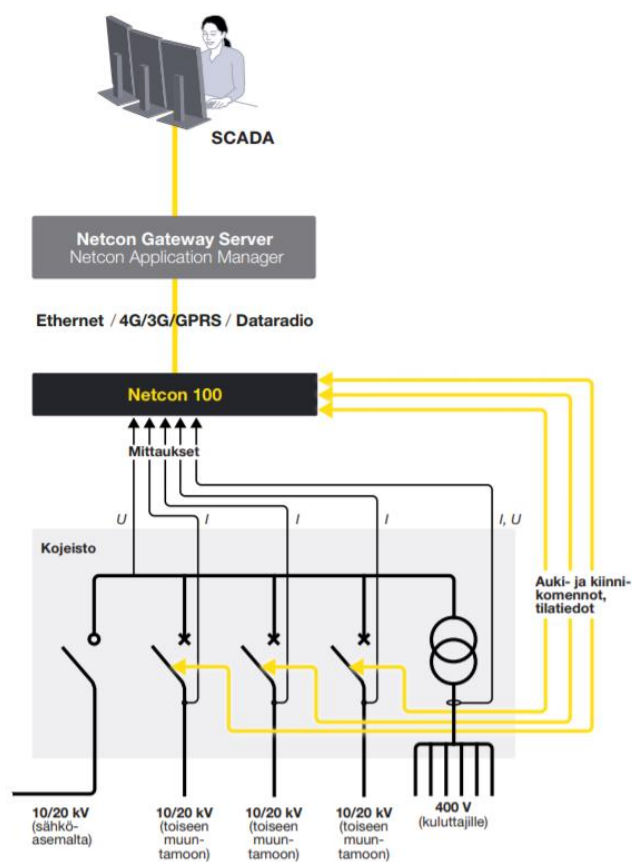 SCADA
Netcon Gateway Server
Netcon Application Manager
Ethernet / 4G/3G/GPRS / Dataradio
Netcon 100
Mittaukset
U
I
I
I
I, U
Kojeisto
Auki- ja kiinni-
komennot,
tilatiedot
10/20 kV
(sähkö-
asemalta)
10/20 kV
(toiseen
muun-
tamoon)
10/20 kV
(toiseen
muun-
tamoon)
10/20 kV
(toiseen
muun-
tamoon)
400 V
(kuluttajille)